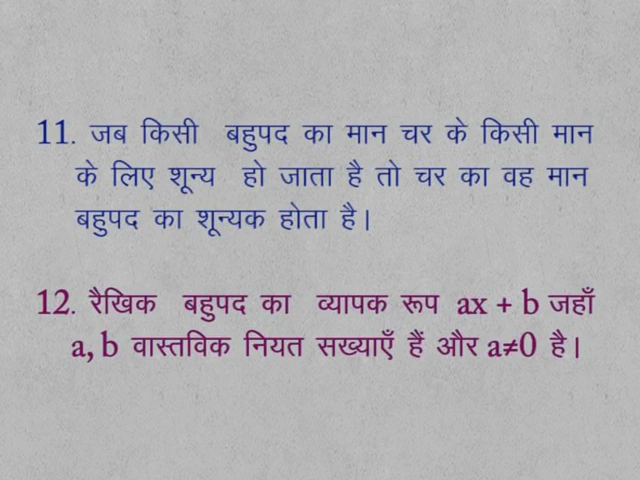 11. जब किसी बहुपद का मान चर के किसी मान
के लिए शून्य हो जाता है तो चर का वह मान
बहुपद का शून्यक होता है।
12. रैखिक बहुपद का व्यापक रूप ax + b जहाँ
a, b वास्तविक नियत सख्याएँ हैं और a≠0 है।